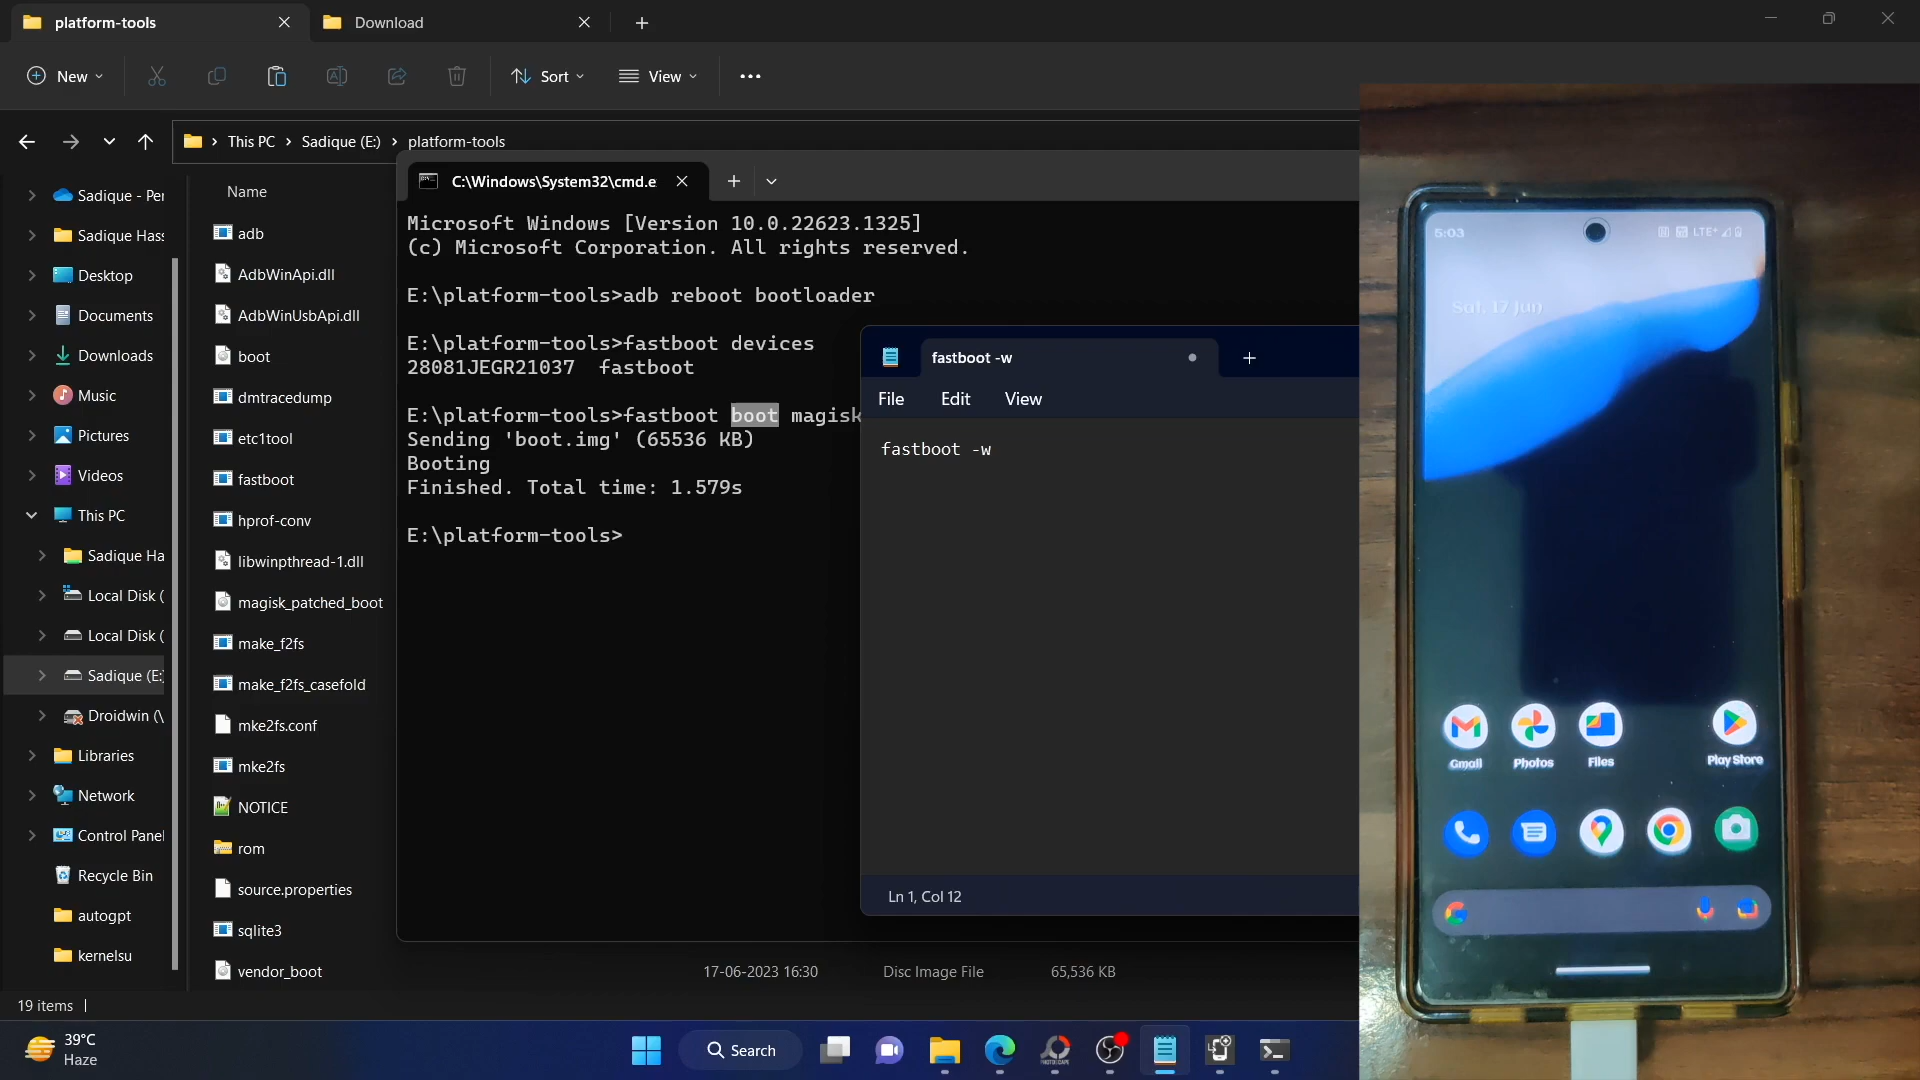 platform-tools
Download
New
Sort
View
This PC > Sadique (E:) > platform-tools
Sadique - Per
Sadique Hass
Desktop
Documents
Downloads
Music
Pictures
Videos
This PC
Sadique Ha
Local Disk (
Local Disk (
Sadique (E:)
Droidwin (\
Libraries
Network
Control Panel
Recycle Bin
autogpt
kernelsu
Name
adb
AdbWinApi.dll
AdbWinUsbApi.dll
boot
dmtracedump
etc1tool
fastboot
hprof-conv
libwinpthread-1.dll
magisk_patched_boot
make_f2fs
make_f2fs_casefold
mke2fs.conf
mke2fs
NOTICE
rom
source.properties
sqlite3
vendor_boot
17-06-2023 16:30
Disc Image File
65,536 KB
19 items
C:\Windows\System32\cmd.e
Microsoft Windows [Version 10.0.22623.1325]
(c) Microsoft Corporation. All rights reserved.
E:\platform-tools>adb reboot bootloader
E:\platform-tools>fastboot devices
28081JEGR21037 fastboot
E:\platform-tools>fastboot boot magisk
Sending 'boot.img' (65536 KB)
Booting
Finished. Total time: 1.579s
E:\platform-tools>
fastboot -w
File
Edit
View
fastboot -w
Ln 1, Col 12
5:03
LTE+
Sat, 17 Jun
Gmail
Photos
Files
Play Store
39°C
Haze
Search